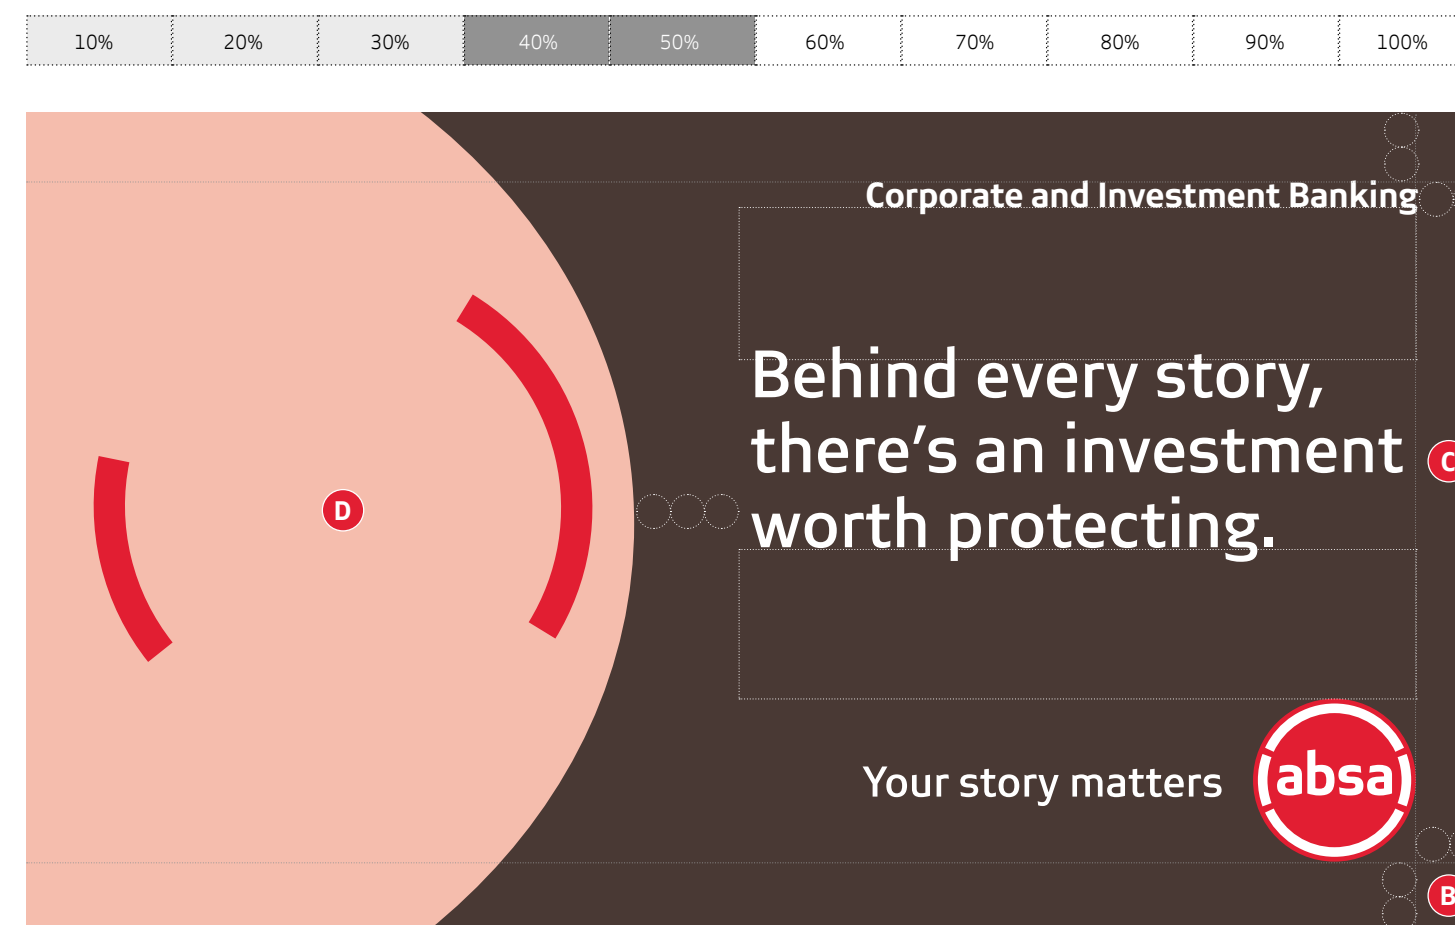 10% 20% 30% 40% 50% 60% 70% 80% 90% 100%
Corporate and Investment Banking
Behind every story,
there’s an investment
worth protecting.
C
D
Your story matters
absa
B